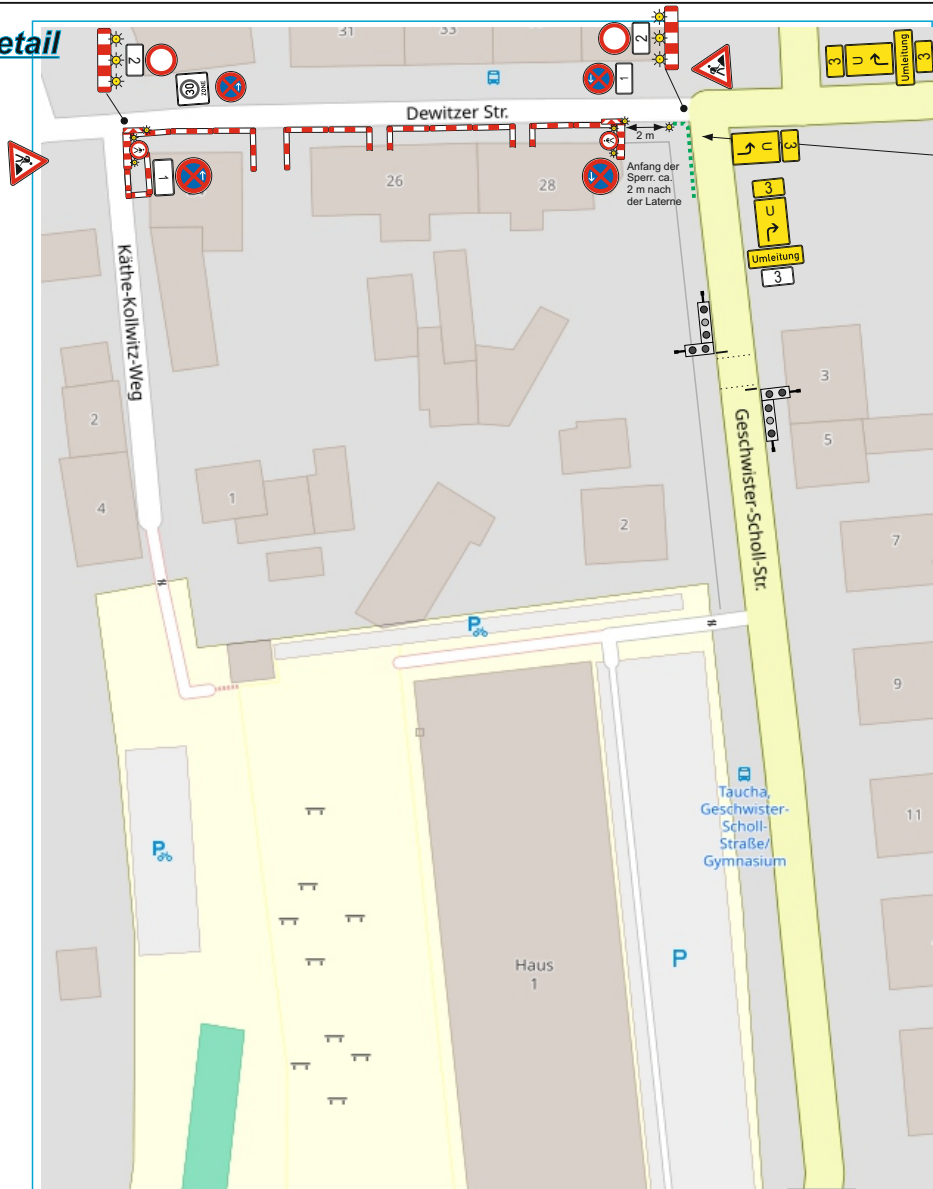 etail
31
33
2
30
ZONE
2
1
3
U
Umleitung
3
Dewitzer Str.
2 m
1
26
28
Anfang der
Sperr. ca.
2 m nach
der Laterne
U
3
3
U
Umleitung
3
Käthe-Kollwitz-Weg
2
4
1
2
3
5
7
9
11
Geschwister-Scholl-Str.
P
P
P
Taucha,
Geschwister-
Scholl-
Straße/
Gymnasium
Haus
1